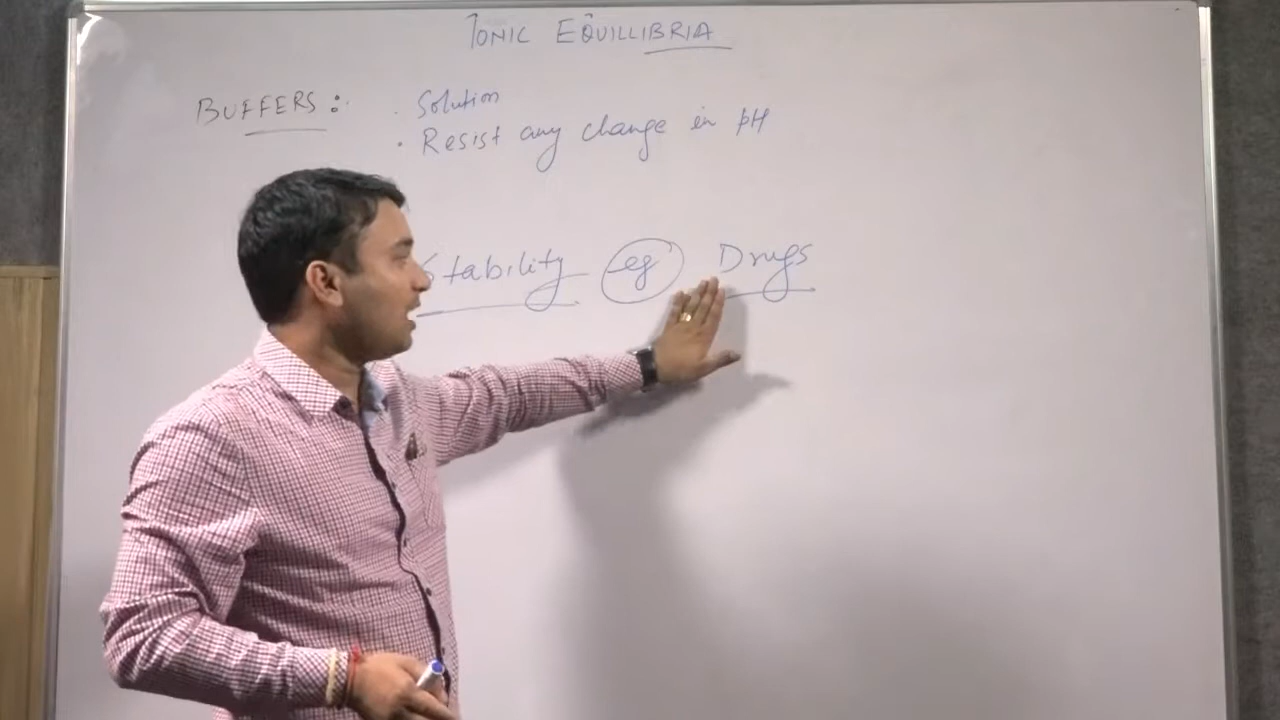 IONIC EQUILLIBRIA
BUFFERS : . Solution
. Resist any change in pH
Stability eg Drugs